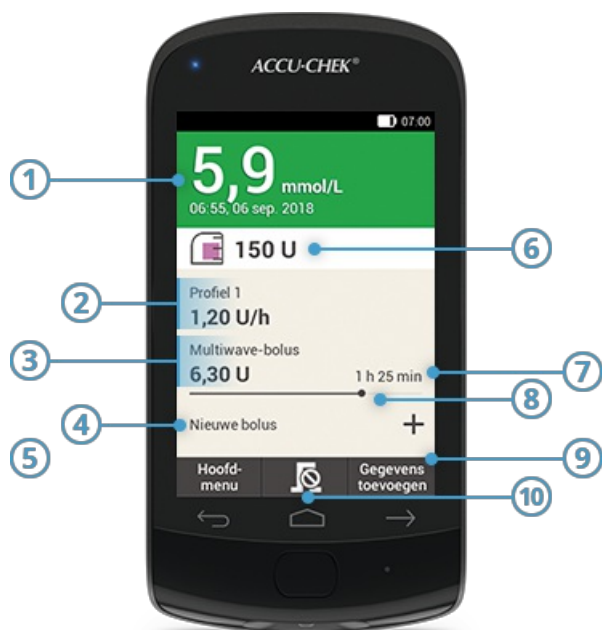 ACCU-CHEK®
07:00
5,9 mmol/L
06:55, 06 sep. 2018
1
150 U
6
Profiel 1
1,20 U/h
2
Multiwave-bolus
6,30 U
1 h 25 min
3
7
8
Nieuwe bolus
4
5
Hoofd-
menu
Gegevens
toevoegen
9
10